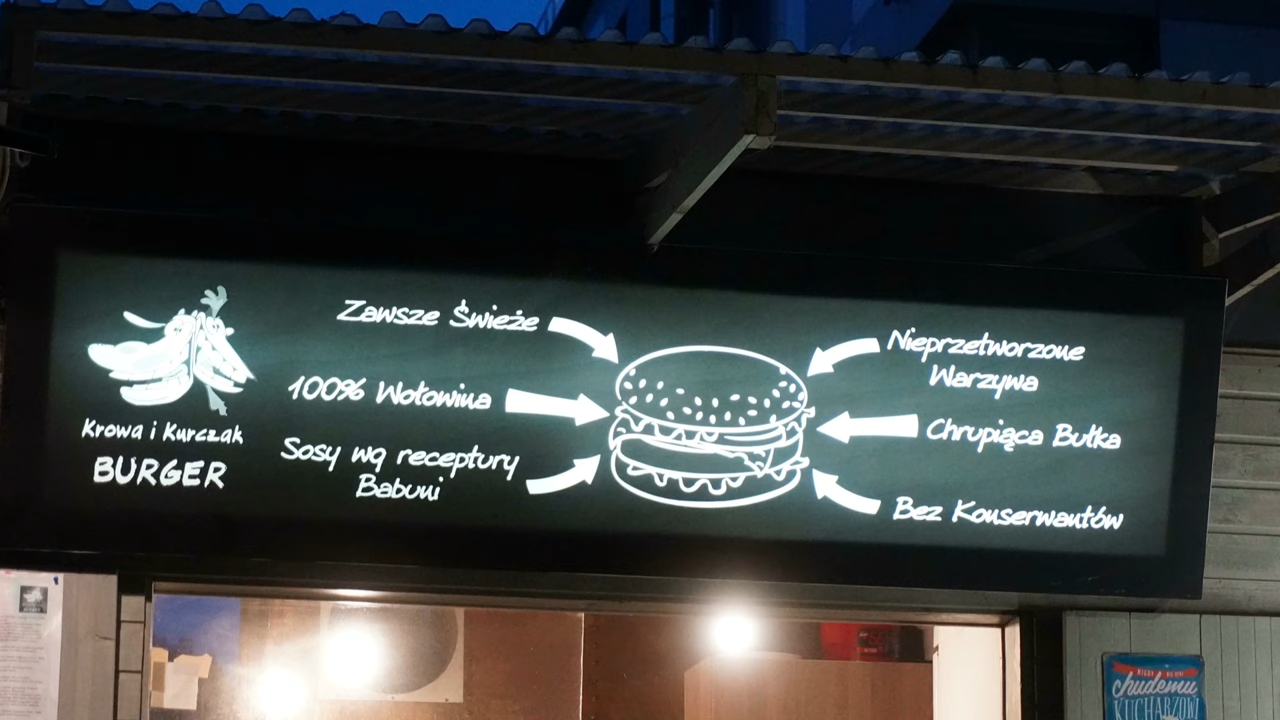 Krowa i Kurczak
BURGER
Zawsze Świeże
100% Wołowina
Sosy wg receptury
Babuni
Nieprzetworzone
Warzywa
Chrupiąca Bułka
Bez Konserwantów
chudemu
KUCHARZOWI